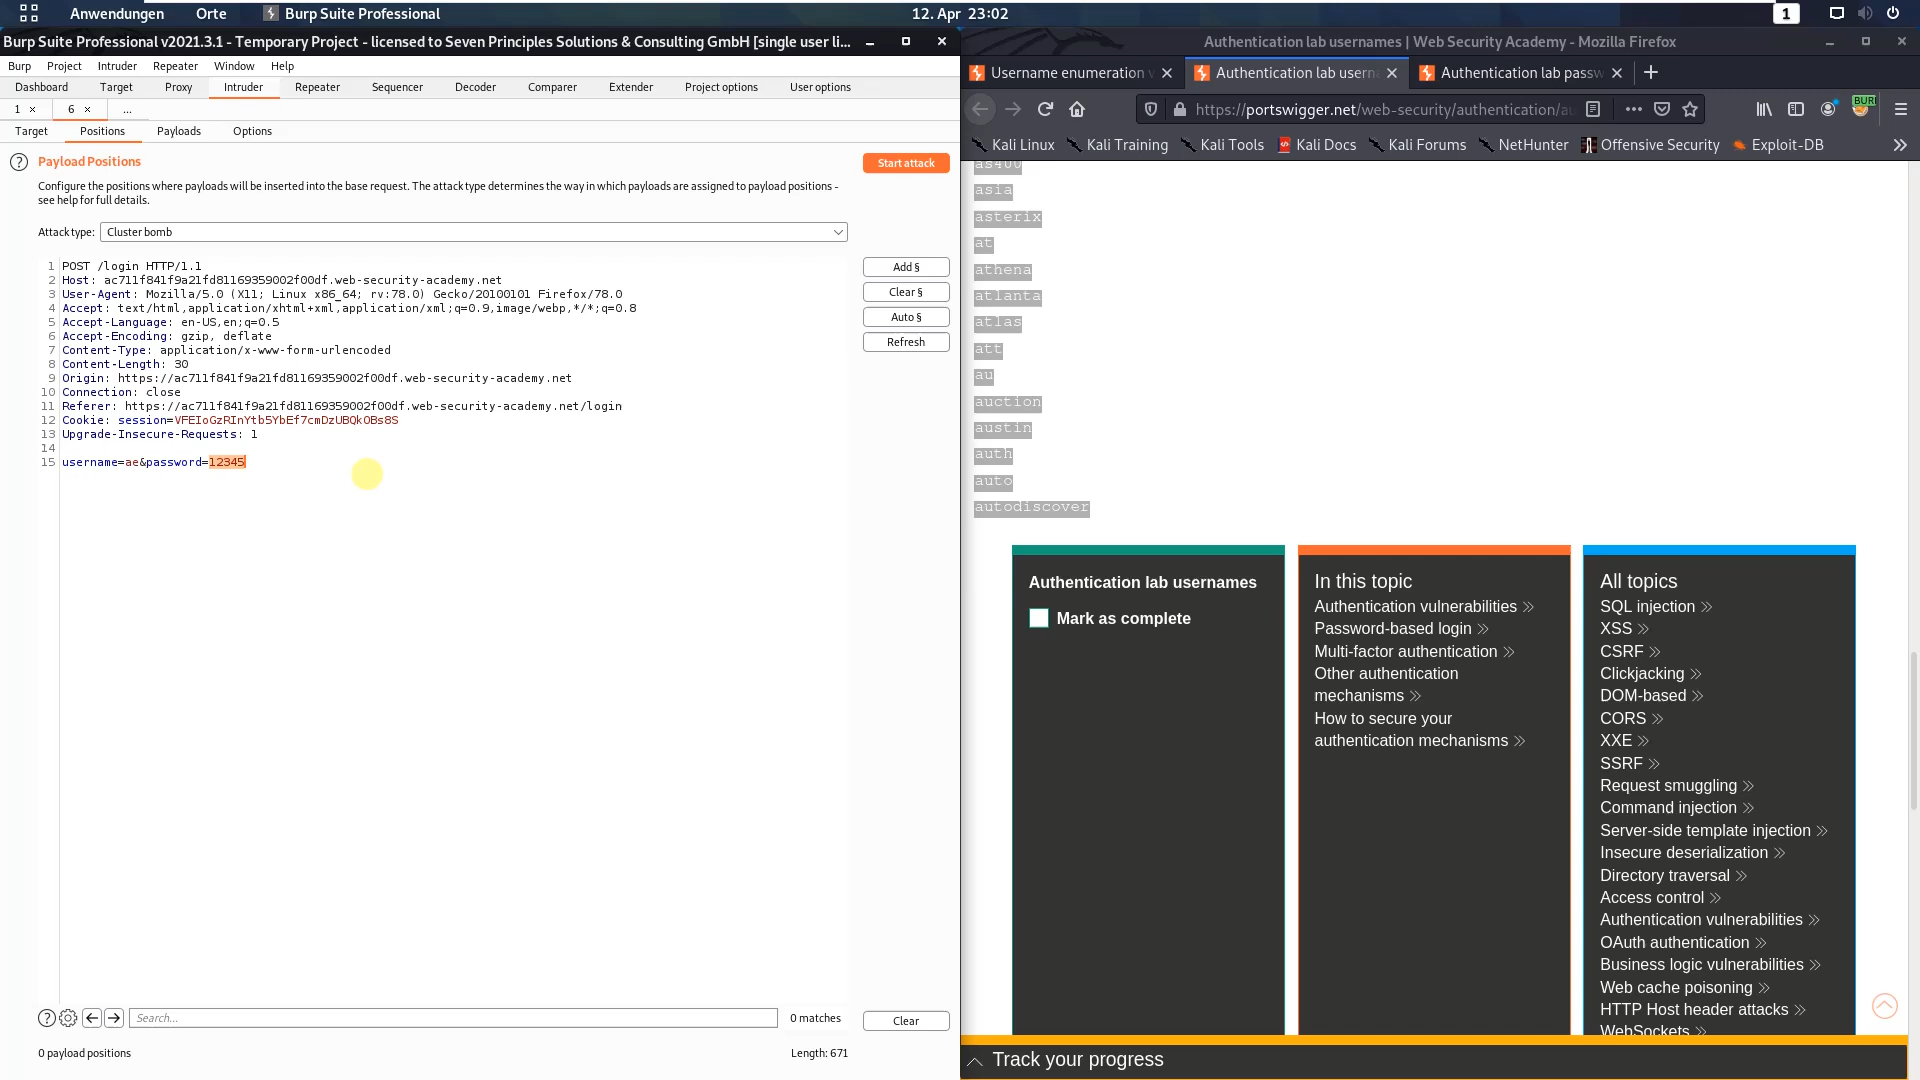 Anwendungen Orte Burp Suite Professional 12. Apr 23:02 1
Burp Suite Professional v2021.3.1 - Temporary Project - licensed to Seven Principles Solutions & Consulting GmbH [single user li...
Burp Project Intruder Repeater Window Help
Dashboard Target Proxy Intruder Repeater Sequencer Decoder Comparer Extender Project options User options
1 × 6 × ...
Target Positions Payloads Options
? Payload Positions
Start attack
Configure the positions where payloads will be inserted into the base request. The attack type determines the way in which payloads are assigned to payload positions -
see help for full details.
Attack type: Cluster bomb
1 POST /login HTTP/1.1
2 Host: ac711f841f9a21fd81169359002f00df.web-security-academy.net
3 User-Agent: Mozilla/5.0 (X11; Linux x86_64; rv:78.0) Gecko/20100101 Firefox/78.0
4 Accept: text/html,application/xhtml+xml,application/xml;q=0.9,image/webp,*/*;q=0.8
5 Accept-Language: en-US,en;q=0.5
6 Accept-Encoding: gzip, deflate
7 Content-Type: application/x-www-form-urlencoded
8 Content-Length: 30
9 Origin: https://ac711f841f9a21fd81169359002f00df.web-security-academy.net
10 Connection: close
11 Referer: https://ac711f841f9a21fd81169359002f00df.web-security-academy.net/login
12 Cookie: session=VFEIoGzRInYtb5YbEf7cmDzUBQkOBs8S
13 Upgrade-Insecure-Requests: 1
14
15 username=ae&password=12345
Add §
Clear §
Auto §
Refresh
? Search... 0 matches Clear
0 payload positions Length: 671
Authentication lab usernames | Web Security Academy - Mozilla Firefox
Username enumeration v Authentication lab usern Authentication lab passw
https://portswigger.net/web-security/authentication/au BUR
Kali Linux Kali Training Kali Tools Kali Docs Kali Forums NetHunter Offensive Security Exploit-DB
as400
asia
asterix
at
athena
atlanta
atlas
att
au
auction
austin
auth
auto
autodiscover
Authentication lab usernames
Mark as complete
In this topic
Authentication vulnerabilities
Password-based login
Multi-factor authentication
Other authentication
mechanisms
How to secure your
authentication mechanisms
All topics
SQL injection
XSS
CSRF
Clickjacking
DOM-based
CORS
XXE
SSRF
Request smuggling
Command injection
Server-side template injection
Insecure deserialization
Directory traversal
Access control
Authentication vulnerabilities
OAuth authentication
Business logic vulnerabilities
Web cache poisoning
HTTP Host header attacks
WebSockets
Track your progress